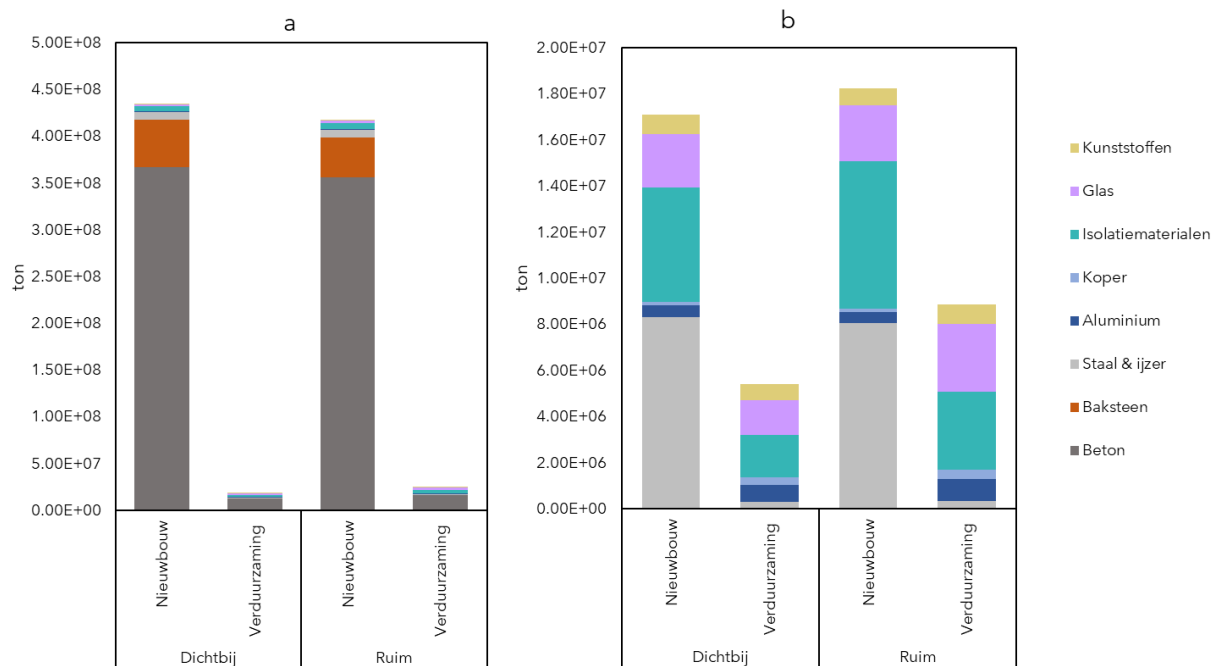 a
5.00E+08
4.50E+08
4.00E+08
3.50E+08
3.00E+08
2.50E+08
2.00E+08
1.50E+08
1.00E+08
5.00E+07
0.00E+00
ton
Nieuwbouw
Verduurzaming
Nieuwbouw
Verduurzaming
Dichtbij
Ruim
b
2.00E+07
1.80E+07
1.60E+07
1.40E+07
1.20E+07
1.00E+07
8.00E+06
6.00E+06
4.00E+06
2.00E+06
0.00E+00
ton
Nieuwbouw
Verduurzaming
Nieuwbouw
Verduurzaming
Dichtbij
Ruim
Kunststoffen
Glas
Isolatiematerialen
Koper
Aluminium
Staal & ijzer
Baksteen
Beton